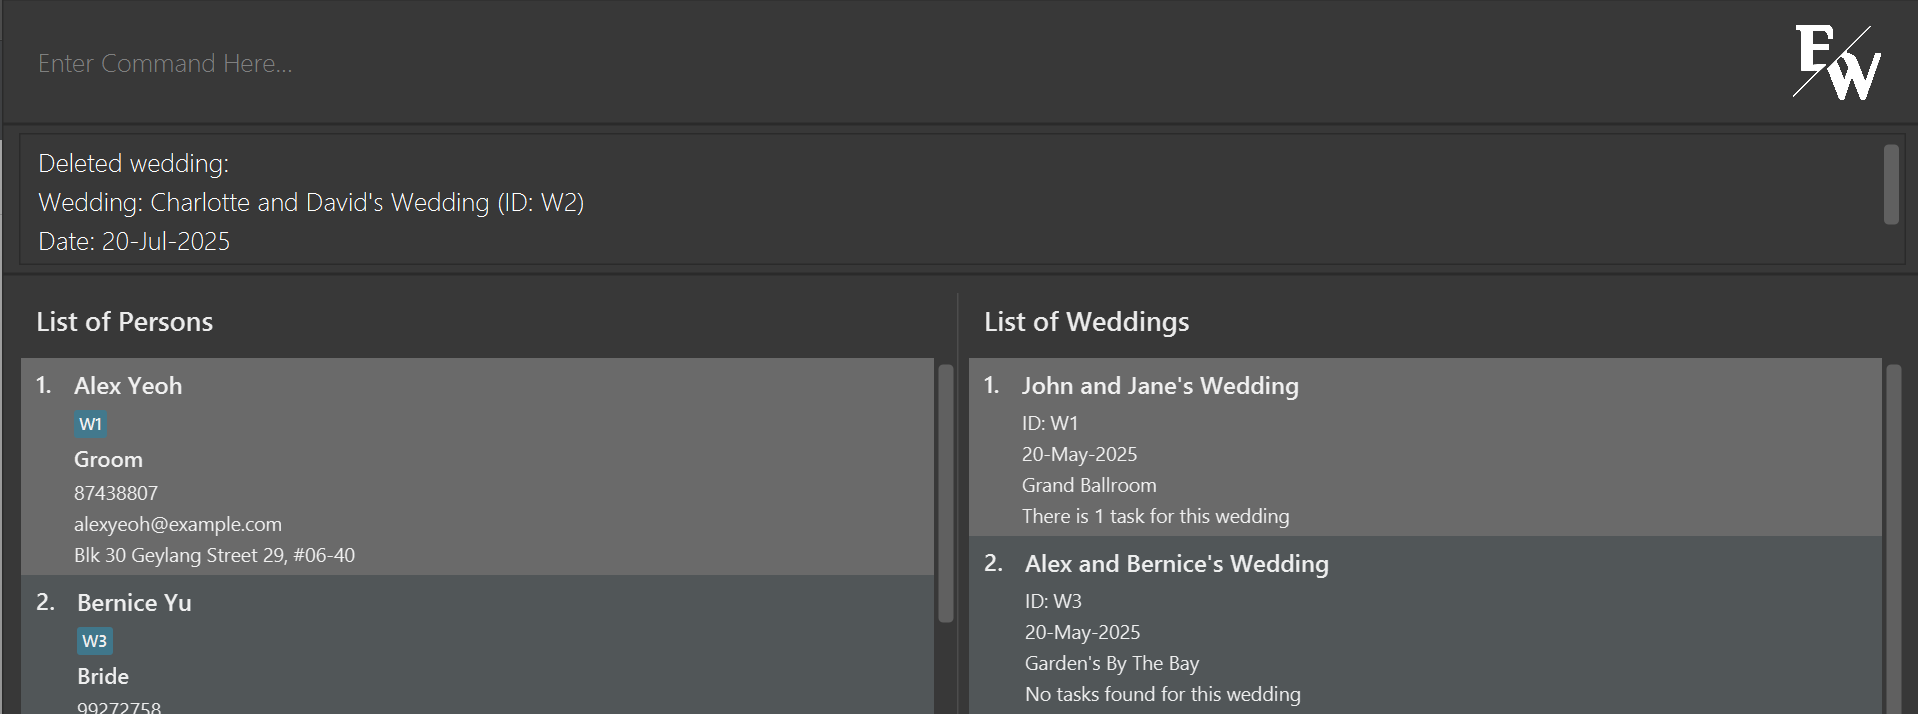 Enter Command Here...
EW
Deleted wedding:
Wedding: Charlotte and David's Wedding (ID: W2)
Date: 20-Jul-2025
List of Persons
1. Alex Yeoh
W1
Groom
87438807
alexyeoh@example.com
Blk 30 Geylang Street 29, #06-40
2. Bernice Yu
W3
Bride
99272758
List of Weddings
1. John and Jane's Wedding
ID: W1
20-May-2025
Grand Ballroom
There is 1 task for this wedding
2. Alex and Bernice's Wedding
ID: W3
20-May-2025
Garden's By The Bay
No tasks found for this wedding